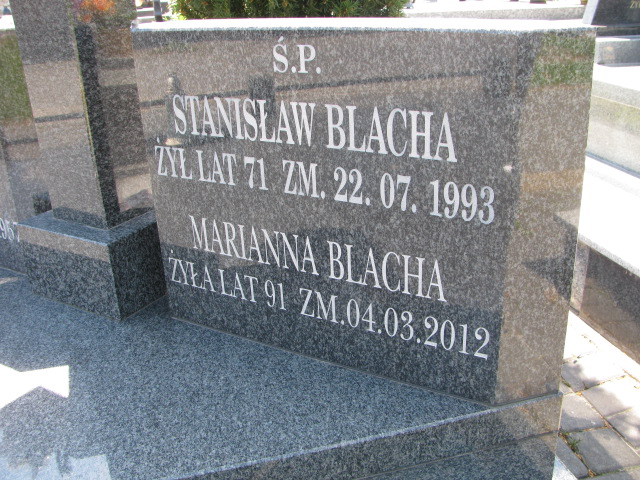 Ś.P.
STANISŁAW BLACHA
ŻYŁ LAT 71 ZM. 22. 07. 1993
MARIANNA BLACHA
ŻYŁA LAT 91 ZM.04.03.2012